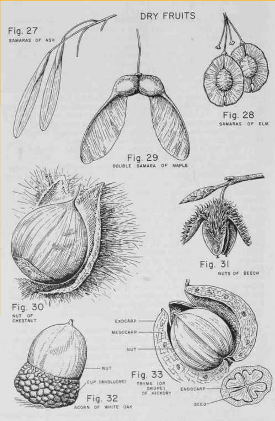 DRY FRUITS
Fig. 27
SAMARAS OF ASH
Fig. 28
SAMARAS OF ELM
Fig. 29
DOUBLE SAMARA OF MAPLE
Fig. 30
NUT OF
CHESTNUT
Fig. 31
NUTS OF BEECH
NUT
CUP (INVOLUCRE)
Fig. 32
ACORN OF WHITE OAK
EXOCARP
MESOCARP
NUT
Fig. 33
TRYMA (OR
DRUPE)
OF HICKORY
ENDOCARP
SEED